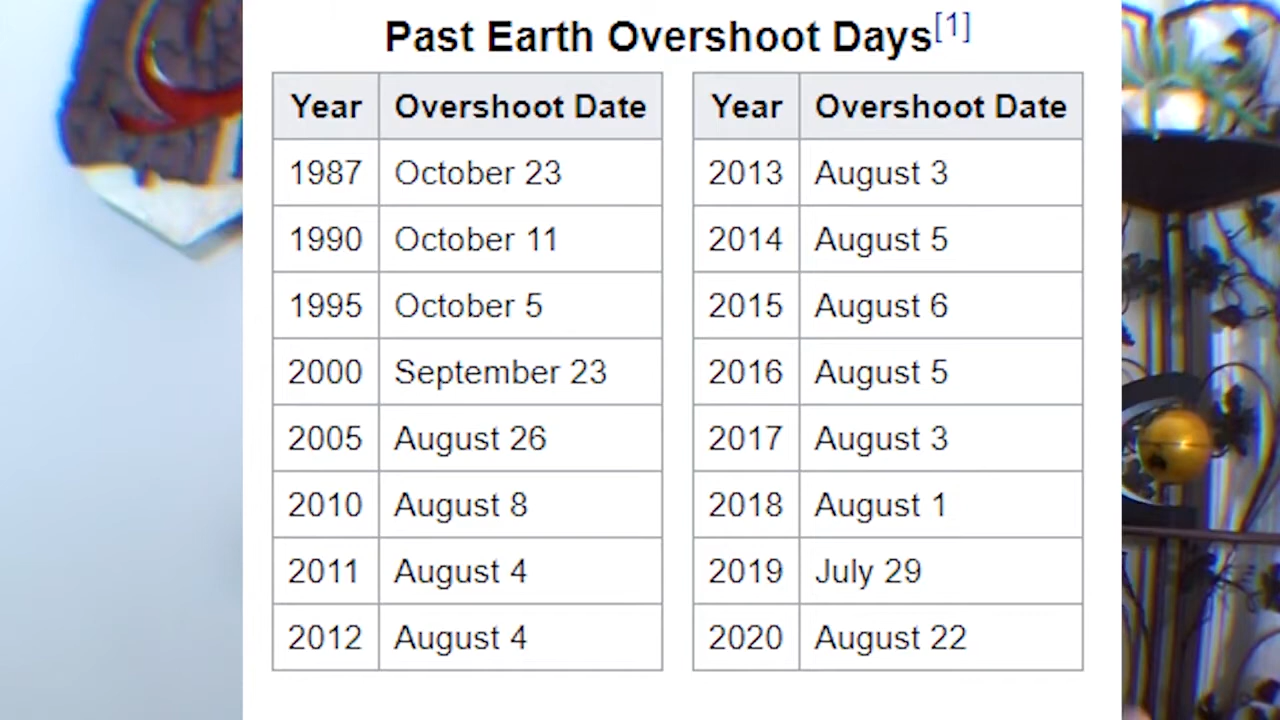 Past Earth Overshoot Days[1]
Year Overshoot Date
1987 October 23
1990 October 11
1995 October 5
2000 September 23
2005 August 26
2010 August 8
2011 August 4
2012 August 4
Year Overshoot Date
2013 August 3
2014 August 5
2015 August 6
2016 August 5
2017 August 3
2018 August 1
2019 July 29
2020 August 22